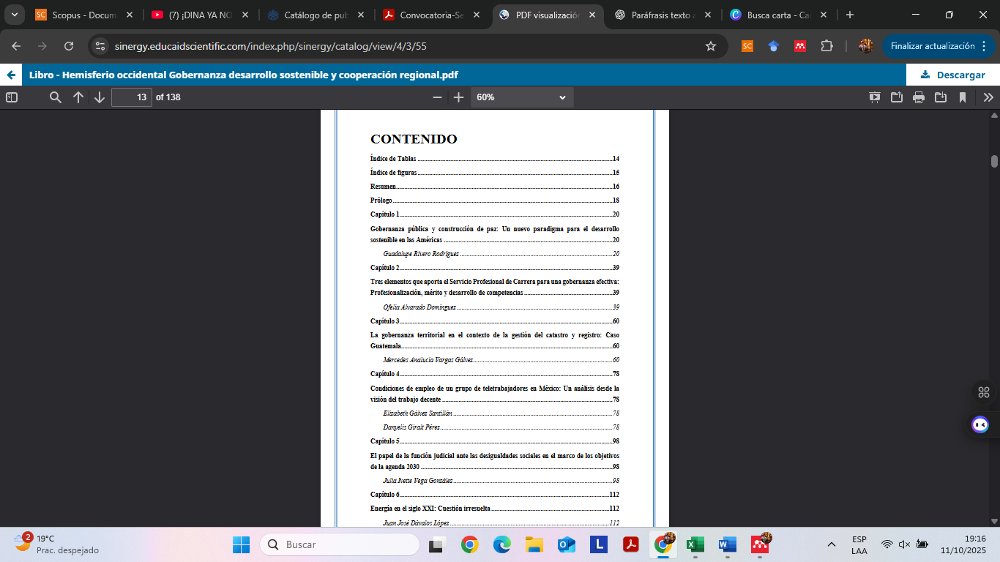 Scopus - Docum
(7) ¡DINA YA NO
Catálogo de pub
Convocatoria-Se
PDF visualización
Paráfrasis texto a
Busca carta - Ca
sinergy.educaidscientific.com/index.php/sinergy/catalog/view/4/3/55
Finalizar actualización
Libro - Hemisferio occidental Gobernanza desarrollo sostenible y cooperación regional.pdf
Descargar
13 of 138
60%
CONTENIDO
Índice de Tablas ....................14
Índice de figuras....................15
Resumen....................16
Prólogo....................18
Capítulo 1....................20
Gobernanza pública y construcción de paz: Un nuevo paradigma para el desarrollo
sostenible en las Américas ....................20
Guadalupe Rivero Rodríguez....................20
Capítulo 2....................39
Tres elementos que aporta el Servicio Profesional de Carrera para una gobernanza efectiva:
Profesionalización, mérito y desarrollo de competencias ....................39
Ofelia Alvarado Domínguez....................39
Capítulo 3....................60
La gobernanza territorial en el contexto de la gestión del catastro y registro: Caso
Guatemala....................60
Mercedes Analucía Vargas Gálvez....................60
Capítulo 4....................78
Condiciones de empleo de un grupo de teletrabajadores en México: Un análisis desde la
visión del trabajo decente ....................78
Elizabeth Gálvez Santillán ....................78
Danyelis Giralt Pérez....................78
Capítulo 5....................98
El papel de la función judicial ante las desigualdades sociales en el marco de los objetivos
de la agenda 2030 ....................98
Julia Ivette Vega González....................98
Capítulo 6....................112
Energía en el siglo XXI: Cuestión irresuelta ....................112
Juan José Dávalos López....................112
2
19°C
Prac. despejado
Buscar
ESP
LAA
19:16
11/10/2025